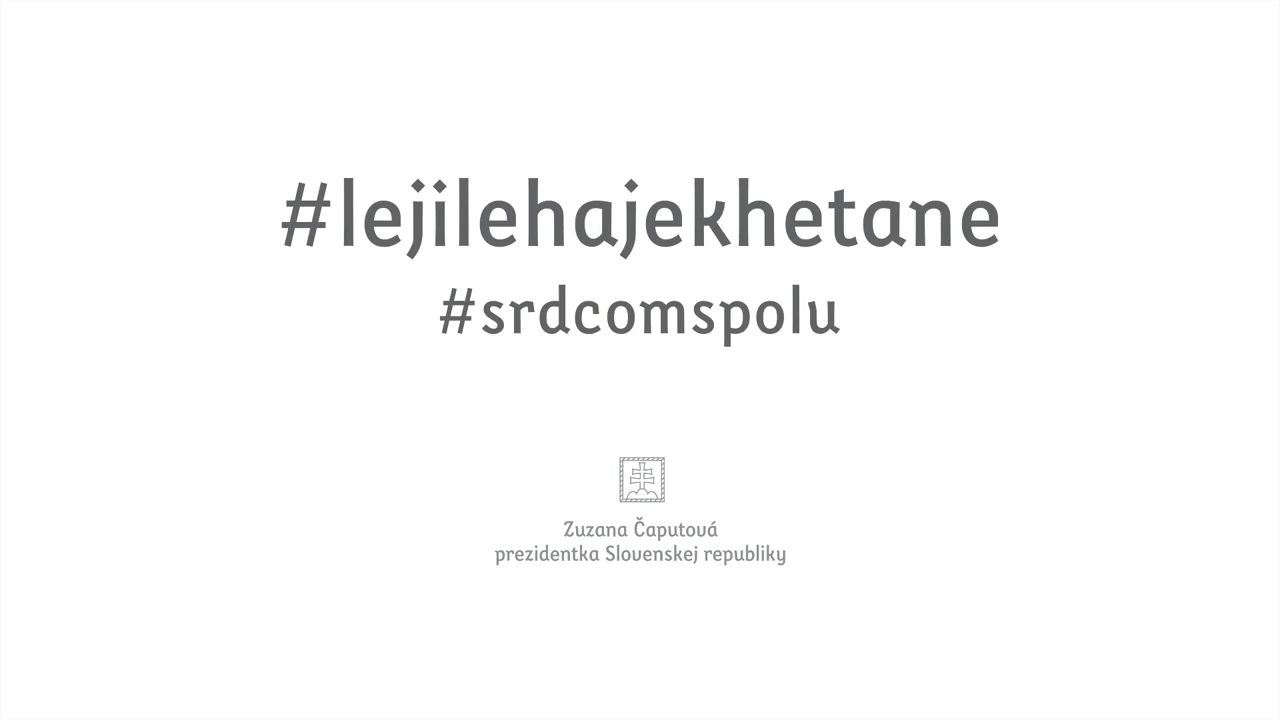 #lejilehajekhetane
#srdcomspolu
Zuzana Čaputová
prezidentka Slovenskej republiky